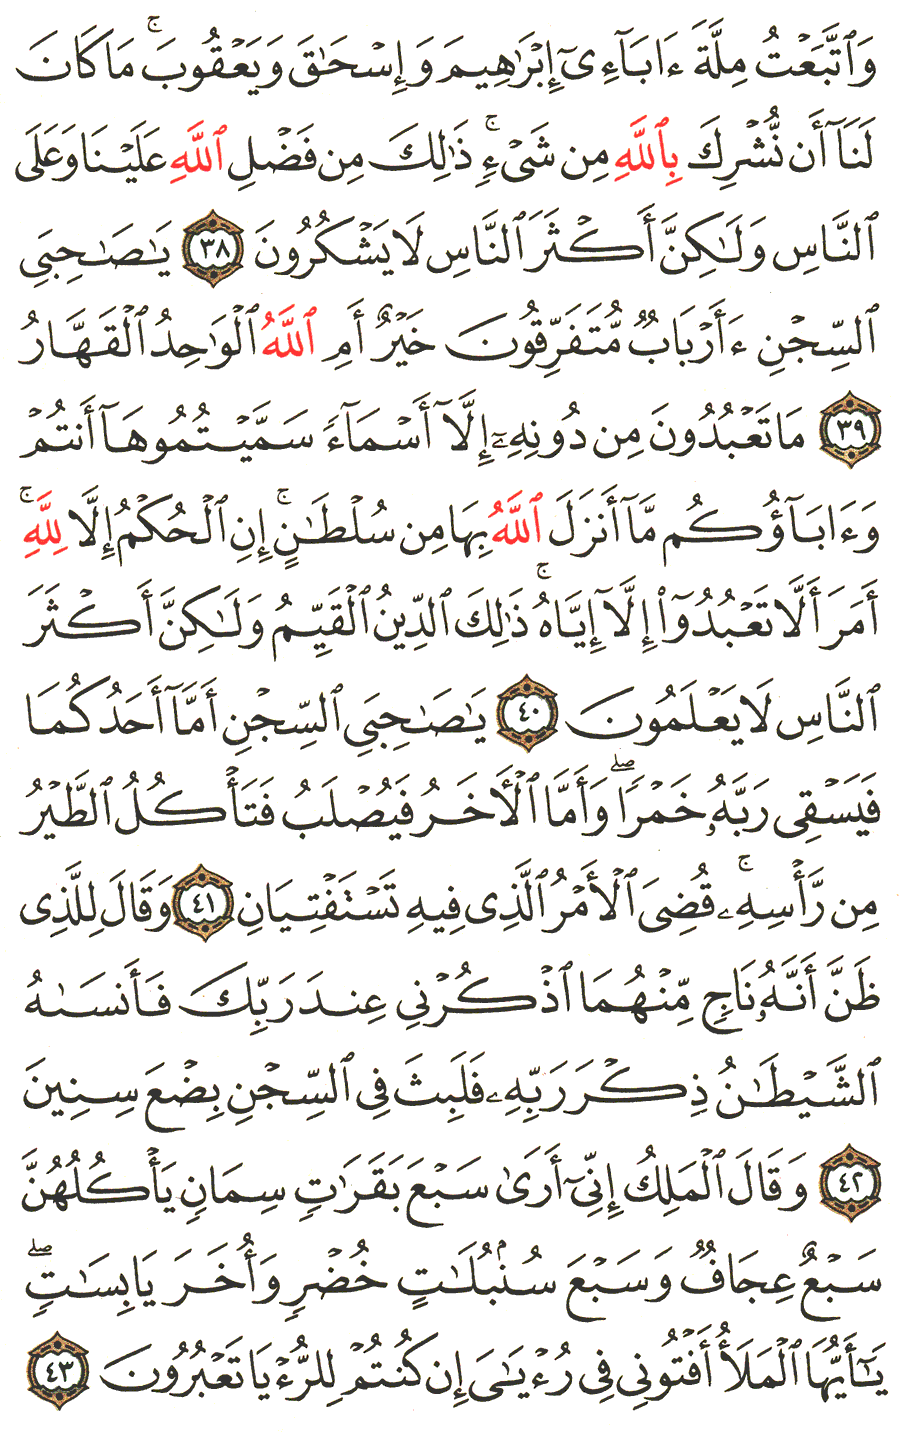 وَٱتَّبَعۡتُ مِلَّةَ ءَابَآءِيٓ إِبۡرَٰهِيمَ وَإِسۡحَٰقَ وَيَعۡقُوبَۚ مَا كَانَ
لَنَآ أَن نُّشۡرِكَ بِٱللَّهِ مِن شَيۡءٖۚ ذَٰلِكَ مِن فَضۡلِ ٱللَّهِ عَلَيۡنَا وَعَلَى
ٱلنَّاسِ وَلَٰكِنَّ أَكۡثَرَ ٱلنَّاسِ لَا يَشۡكُرُونَ ٣٨ يَٰصَٰحِبَيِ
ٱلسِّجۡنِ ءَأَرۡبَابٞ مُّتَفَرِّقُونَ خَيۡرٌ أَمِ ٱللَّهُ ٱلۡوَٰحِدُ ٱلۡقَهَّارُ
٣٩ مَا تَعۡبُدُونَ مِن دُونِهِۦٓ إِلَّآ أَسۡمَآءٗ سَمَّيۡتُمُوهَآ أَنتُمۡ
وَءَابَآؤُكُم مَّآ أَنزَلَ ٱللَّهُ بِهَا مِن سُلۡطَٰنٍۚ إِنِ ٱلۡحُكۡمُ إِلَّا لِلَّهِۚ
أَمَرَ أَلَّا تَعۡبُدُوٓاْ إِلَّآ إِيَّاهُۚ ذَٰلِكَ ٱلدِّينُ ٱلۡقَيِّمُ وَلَٰكِنَّ أَكۡثَرَ
ٱلنَّاسِ لَا يَعۡلَمُونَ ٤٠ يَٰصَٰحِبَيِ ٱلسِّجۡنِ أَمَّآ أَحَدُكُمَا
فَيَسۡقِي رَبَّهُۥ خَمۡرٗاۖ وَأَمَّا ٱلۡأٓخَرُ فَيُصۡلَبُ فَتَأۡكُلُ ٱلطَّيۡرُ
مِن رَّأۡسِهِۦۚ قُضِيَ ٱلۡأَمۡرُ ٱلَّذِي فِيهِ تَسۡتَفۡتِيَانِ ٤١ وَقَالَ لِلَّذِي
ظَنَّ أَنَّهُۥ نَاجٖ مِّنۡهُمَا ٱذۡكُرۡنِي عِندَ رَبِّكَ فَأَنسَىٰهُ
ٱلشَّيۡطَٰنُ ذِكۡرَ رَبِّهِۦ فَلَبِثَ فِي ٱلسِّجۡنِ بِضۡعَ سِنِينَ
٤٢ وَقَالَ ٱلۡمَلِكُ إِنِّيٓ أَرَىٰ سَبۡعَ بَقَرَٰتٖ سِمَانٖ يَأۡكُلُهُنَّ
سَبۡعٌ عِجَافٞ وَسَبۡعَ سُنۢبُلَٰتٍ خُضۡرٖ وَأُخَرَ يَابِسَٰتٖۖ
يَٰٓأَيُّهَا ٱلۡمَلَأُ أَفۡتُونِي فِي رُءۡيَٰيَ إِن كُنتُمۡ لِلرُّءۡيَا تَعۡبُرُونَ ٤٣